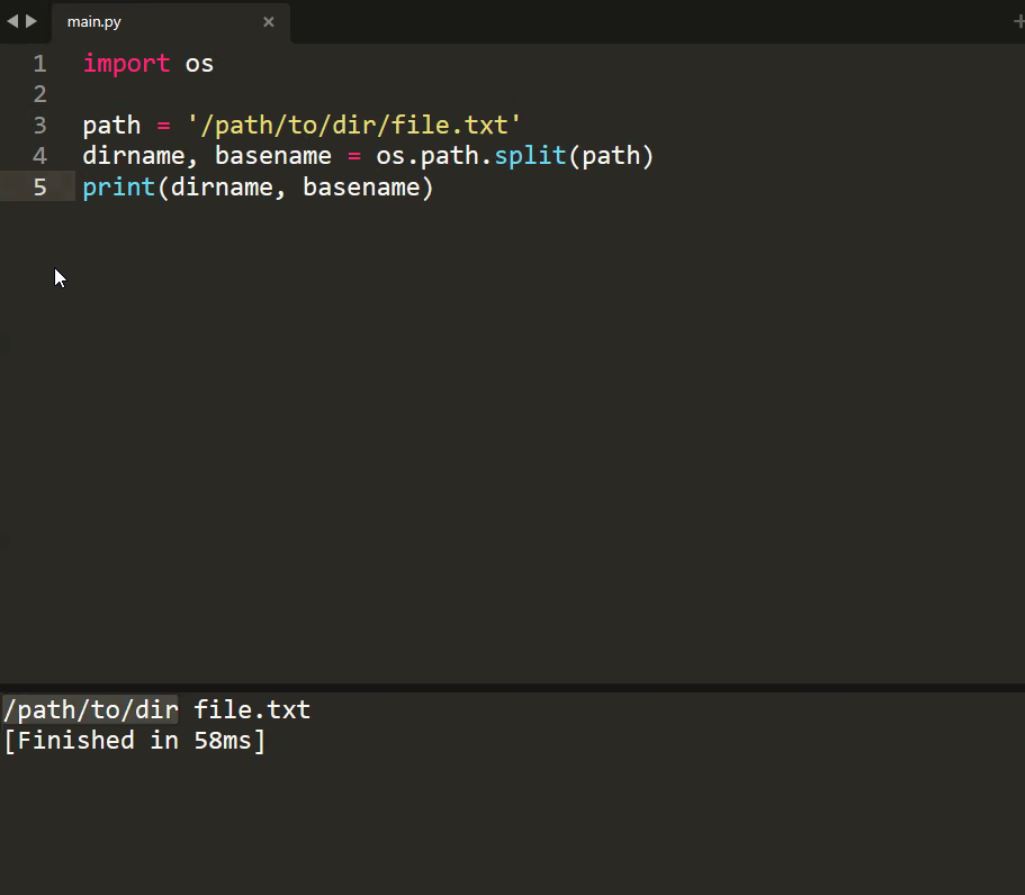 main.py
1 import os
2
3 path = '/path/to/dir/file.txt'
4 dirname, basename = os.path.split(path)
5 print(dirname, basename)
/path/to/dir file.txt
[Finished in 58ms]